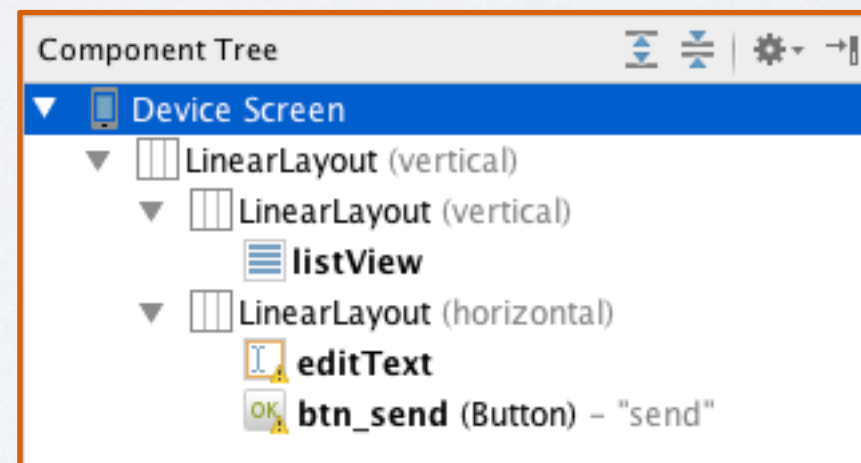 Component Tree
Device Screen
LinearLayout (vertical)
LinearLayout (vertical)
listView
LinearLayout (horizontal)
editText
OK btn_send (Button) – "send"